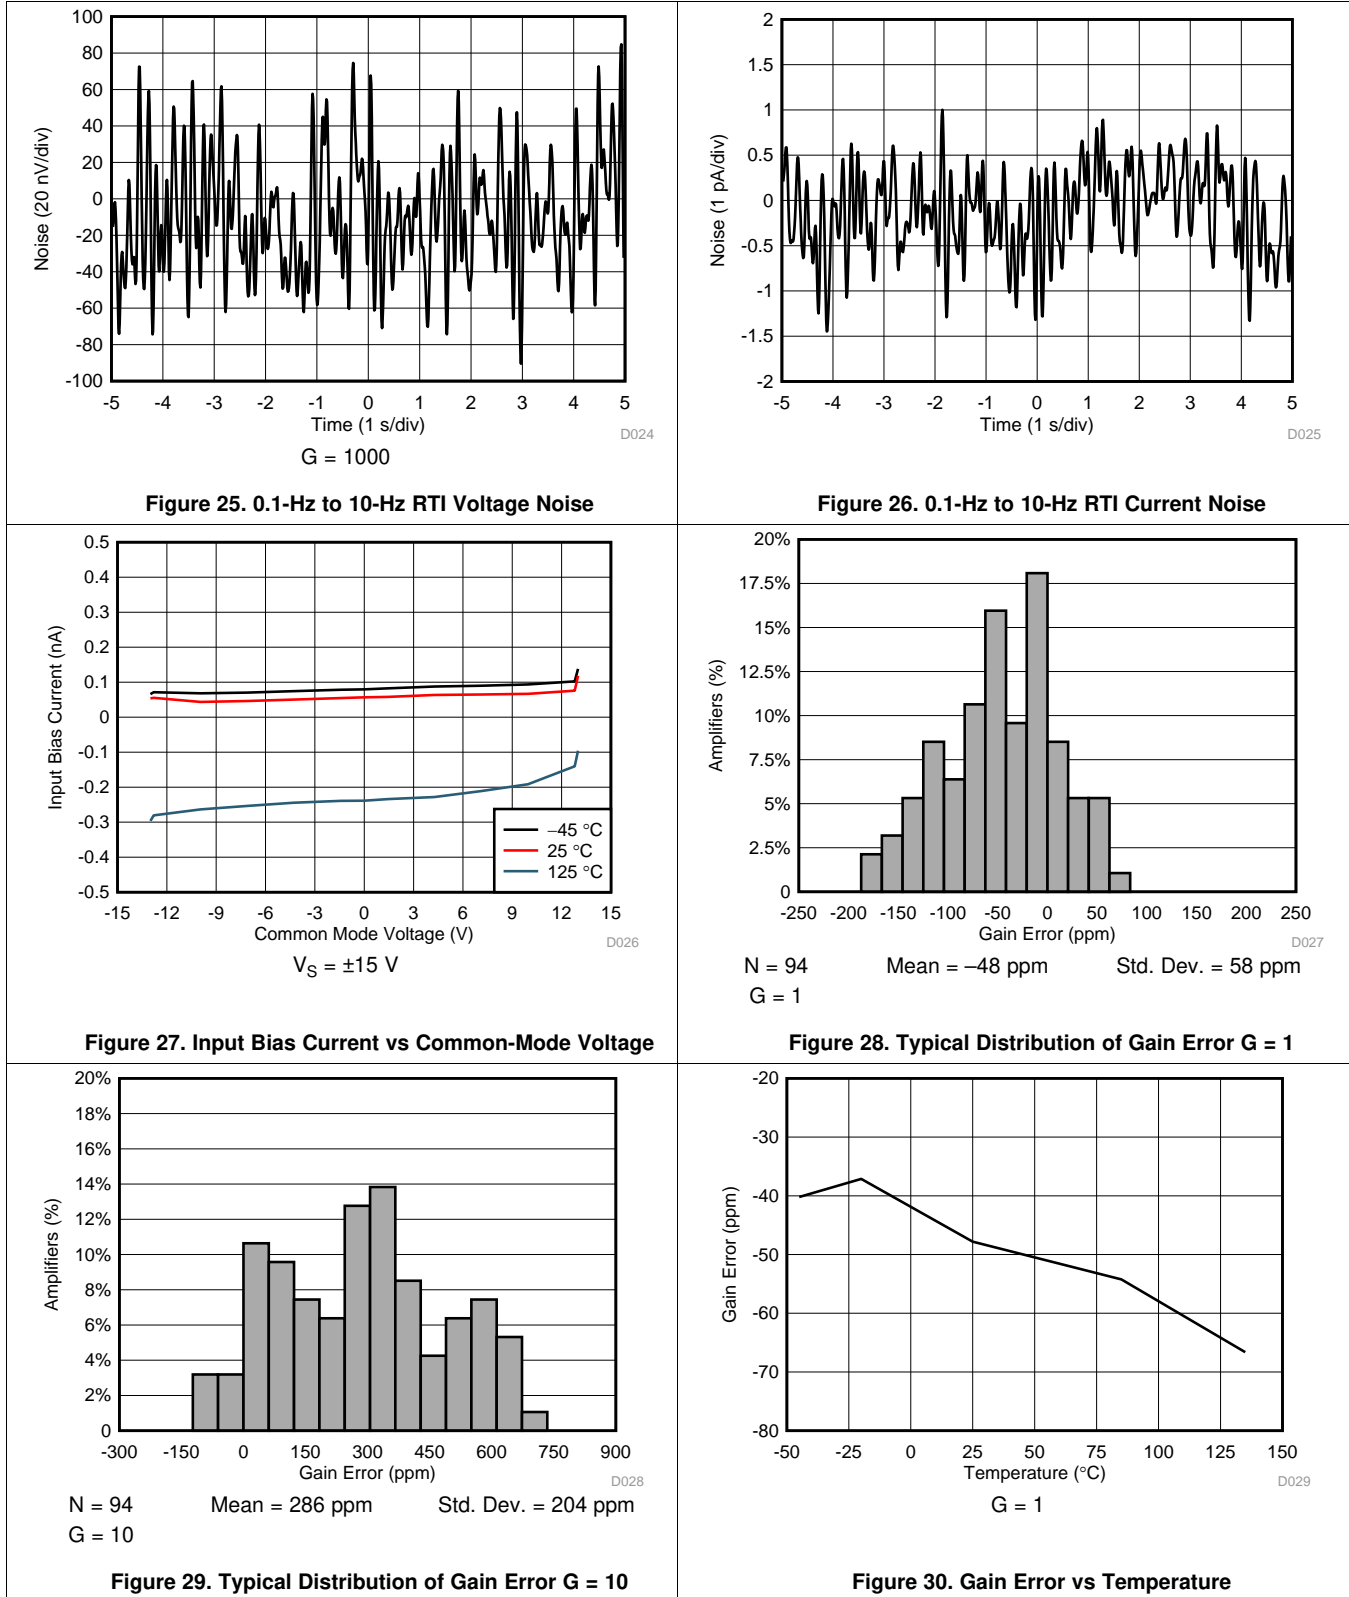 100
80
60
40
20
0
-20
-40
-60
-80
-100
Noise (20 nV/div)
-5 -4 -3 -2 -1 0 1 2 3 4 5
Time (1 s/div)
D024
G = 1000
Figure 25. 0.1-Hz to 10-Hz RTI Voltage Noise
2
1.5
1
0.5
0
-0.5
-1
-1.5
-2
Noise (1 pA/div)
-5 -4 -3 -2 -1 0 1 2 3 4 5
Time (1 s/div)
D025
Figure 26. 0.1-Hz to 10-Hz RTI Current Noise
0.5
0.4
0.3
0.2
0.1
0
-0.1
-0.2
-0.3
-0.4
-0.5
Input Bias Current (nA)
–45 °C
25 °C
125 °C
-15 -12 -9 -6 -3 0 3 6 9 12 15
Common Mode Voltage (V)
D026
VS = ±15 V
Figure 27. Input Bias Current vs Common-Mode Voltage
20%
17.5%
15%
12.5%
10%
7.5%
5%
2.5%
0
Amplifiers (%)
-250 -200 -150 -100 -50 0 50 100 150 200 250
Gain Error (ppm)
D027
N = 94 Mean = –48 ppm Std. Dev. = 58 ppm
G = 1
Figure 28. Typical Distribution of Gain Error G = 1
20%
18%
16%
14%
12%
10%
8%
6%
4%
2%
0
Amplifiers (%)
-300 -150 0 150 300 450 600 750 900
Gain Error (ppm)
D028
N = 94 Mean = 286 ppm Std. Dev. = 204 ppm
G = 10
Figure 29. Typical Distribution of Gain Error G = 10
-20
-30
-40
-50
-60
-70
-80
Gain Error (ppm)
-50 -25 0 25 50 75 100 125 150
Temperature (°C)
D029
G = 1
Figure 30. Gain Error vs Temperature